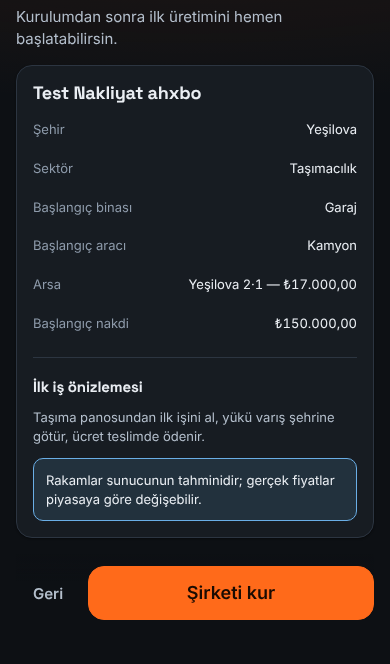 Kurulumdan sonra ilk üretimini hemen
başlatabilirsin.
Test Nakliyat ahxbo
Şehir Yeşilova
Sektör Taşımacılık
Başlangıç binası Garaj
Başlangıç aracı Kamyon
Arsa Yeşilova 2·1 — ₺17.000,00
Başlangıç nakdi ₺150.000,00
İlk iş önizlemesi
Taşıma panosundan ilk işini al, yükü varış şehrine
götür, ücret teslimde ödenir.
Rakamlar sunucunun tahminidir; gerçek fiyatlar
piyasaya göre değişebilir.
Geri Şirketi kur